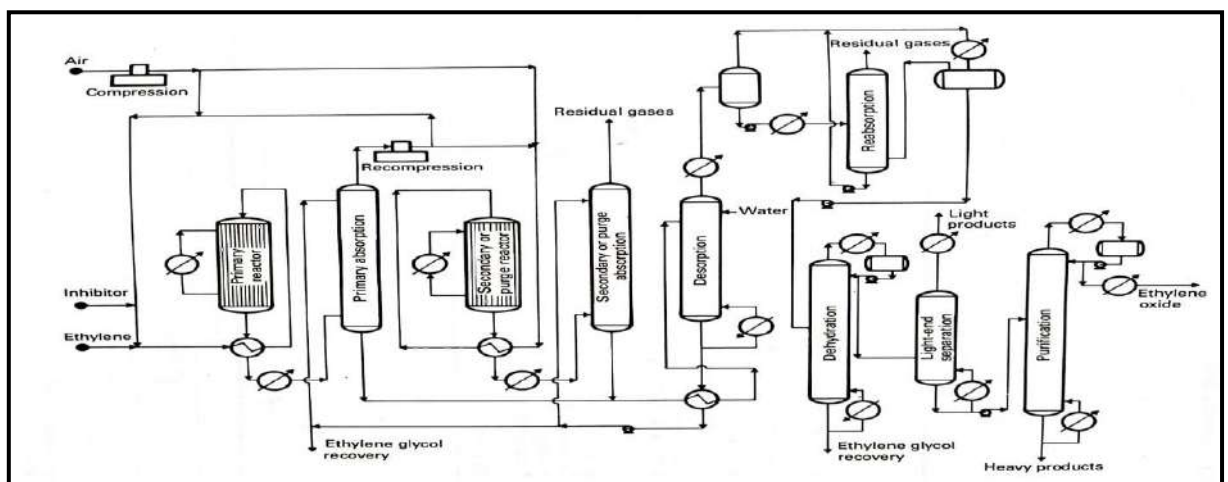 Air
Compression
Residual gases
Residual gases
Recompression
Reabsorption
Water
Light
products
Primary
reactor
Primary absorption
Secondary or
purge reactor
Secondary or purge
absorption
Desorption
Inhibitor
Ethylene
Dehydration
Light-end
separation
Purification
Ethylene
oxide
Ethylene glycol
recovery
Ethylene glycol
recovery
Heavy products